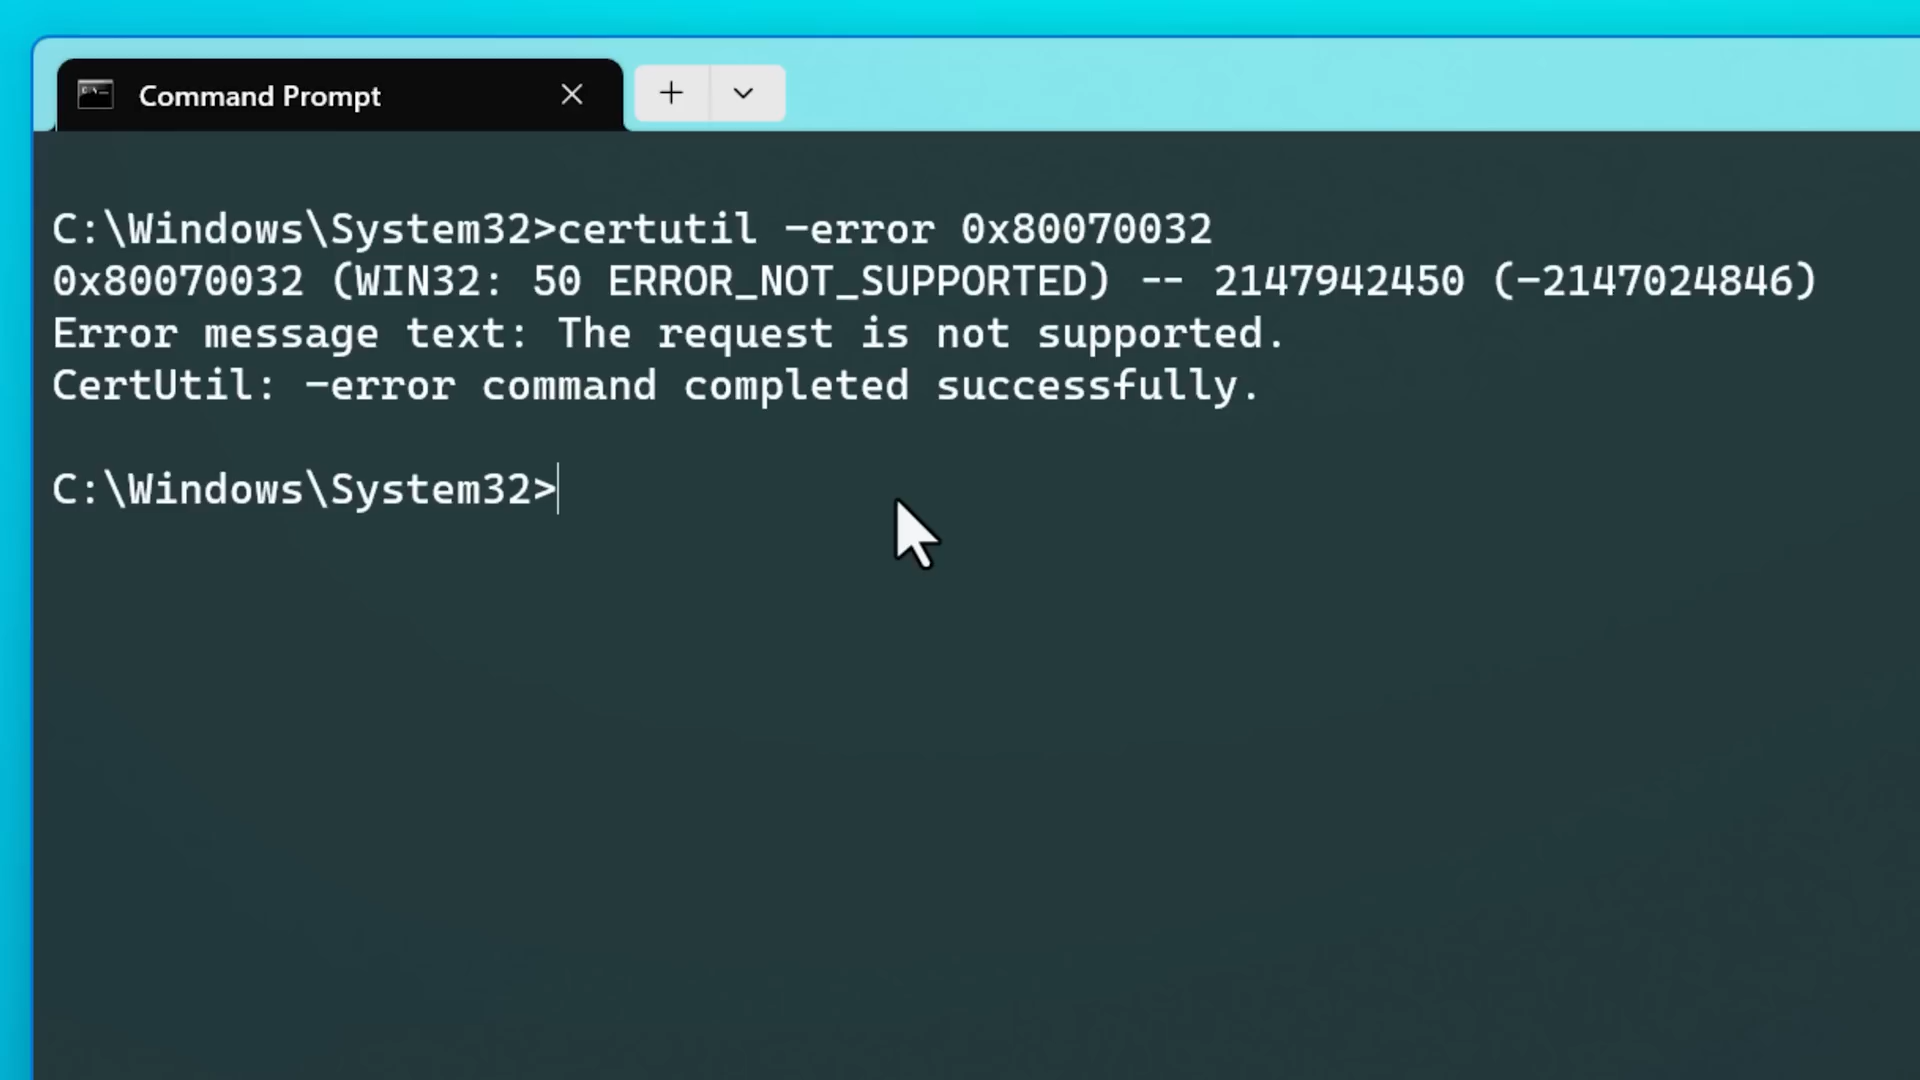 Command Prompt
C:\Windows\System32>certutil -error 0x80070032
0x80070032 (WIN32: 50 ERROR_NOT_SUPPORTED) -- 2147942450 (-2147024846)
Error message text: The request is not supported.
CertUtil: -error command completed successfully.
C:\Windows\System32>